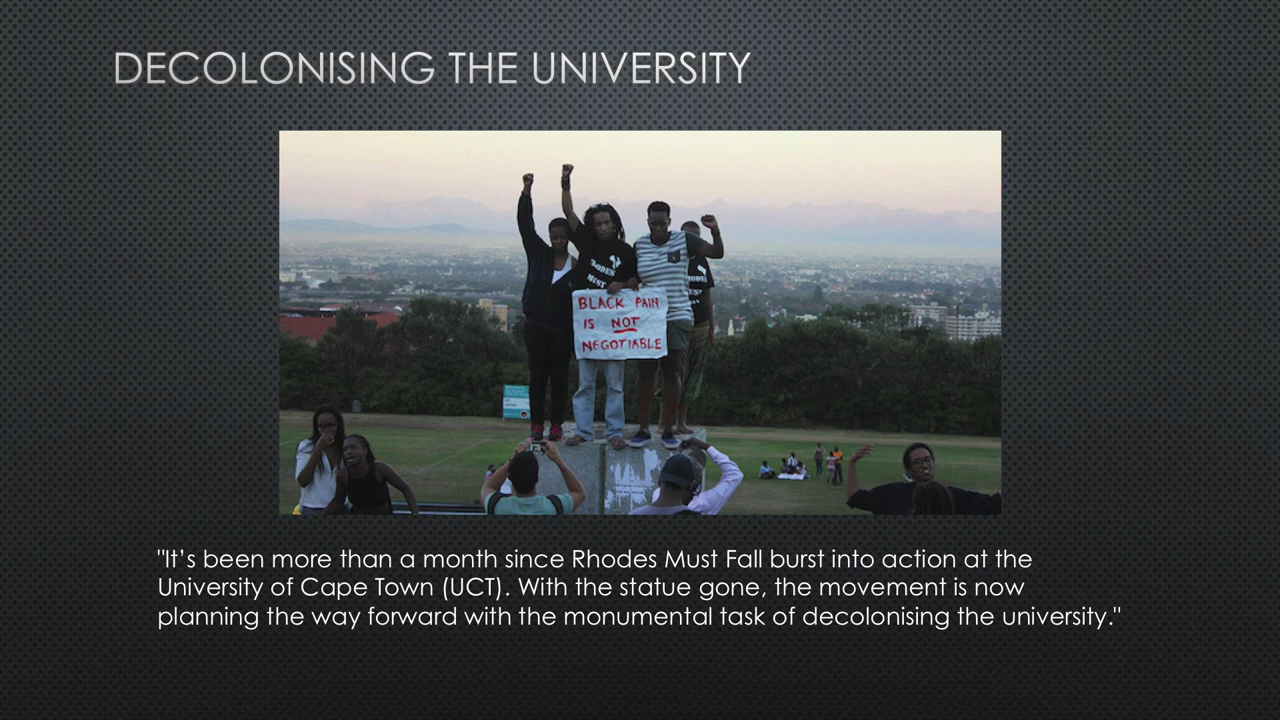 DECOLONISING THE UNIVERSITY
RHODES
MUST
BLACK PAIN
IS NOT
NEGOTIABLE
"It’s been more than a month since Rhodes Must Fall burst into action at the
University of Cape Town (UCT). With the statue gone, the movement is now
planning the way forward with the monumental task of decolonising the university."